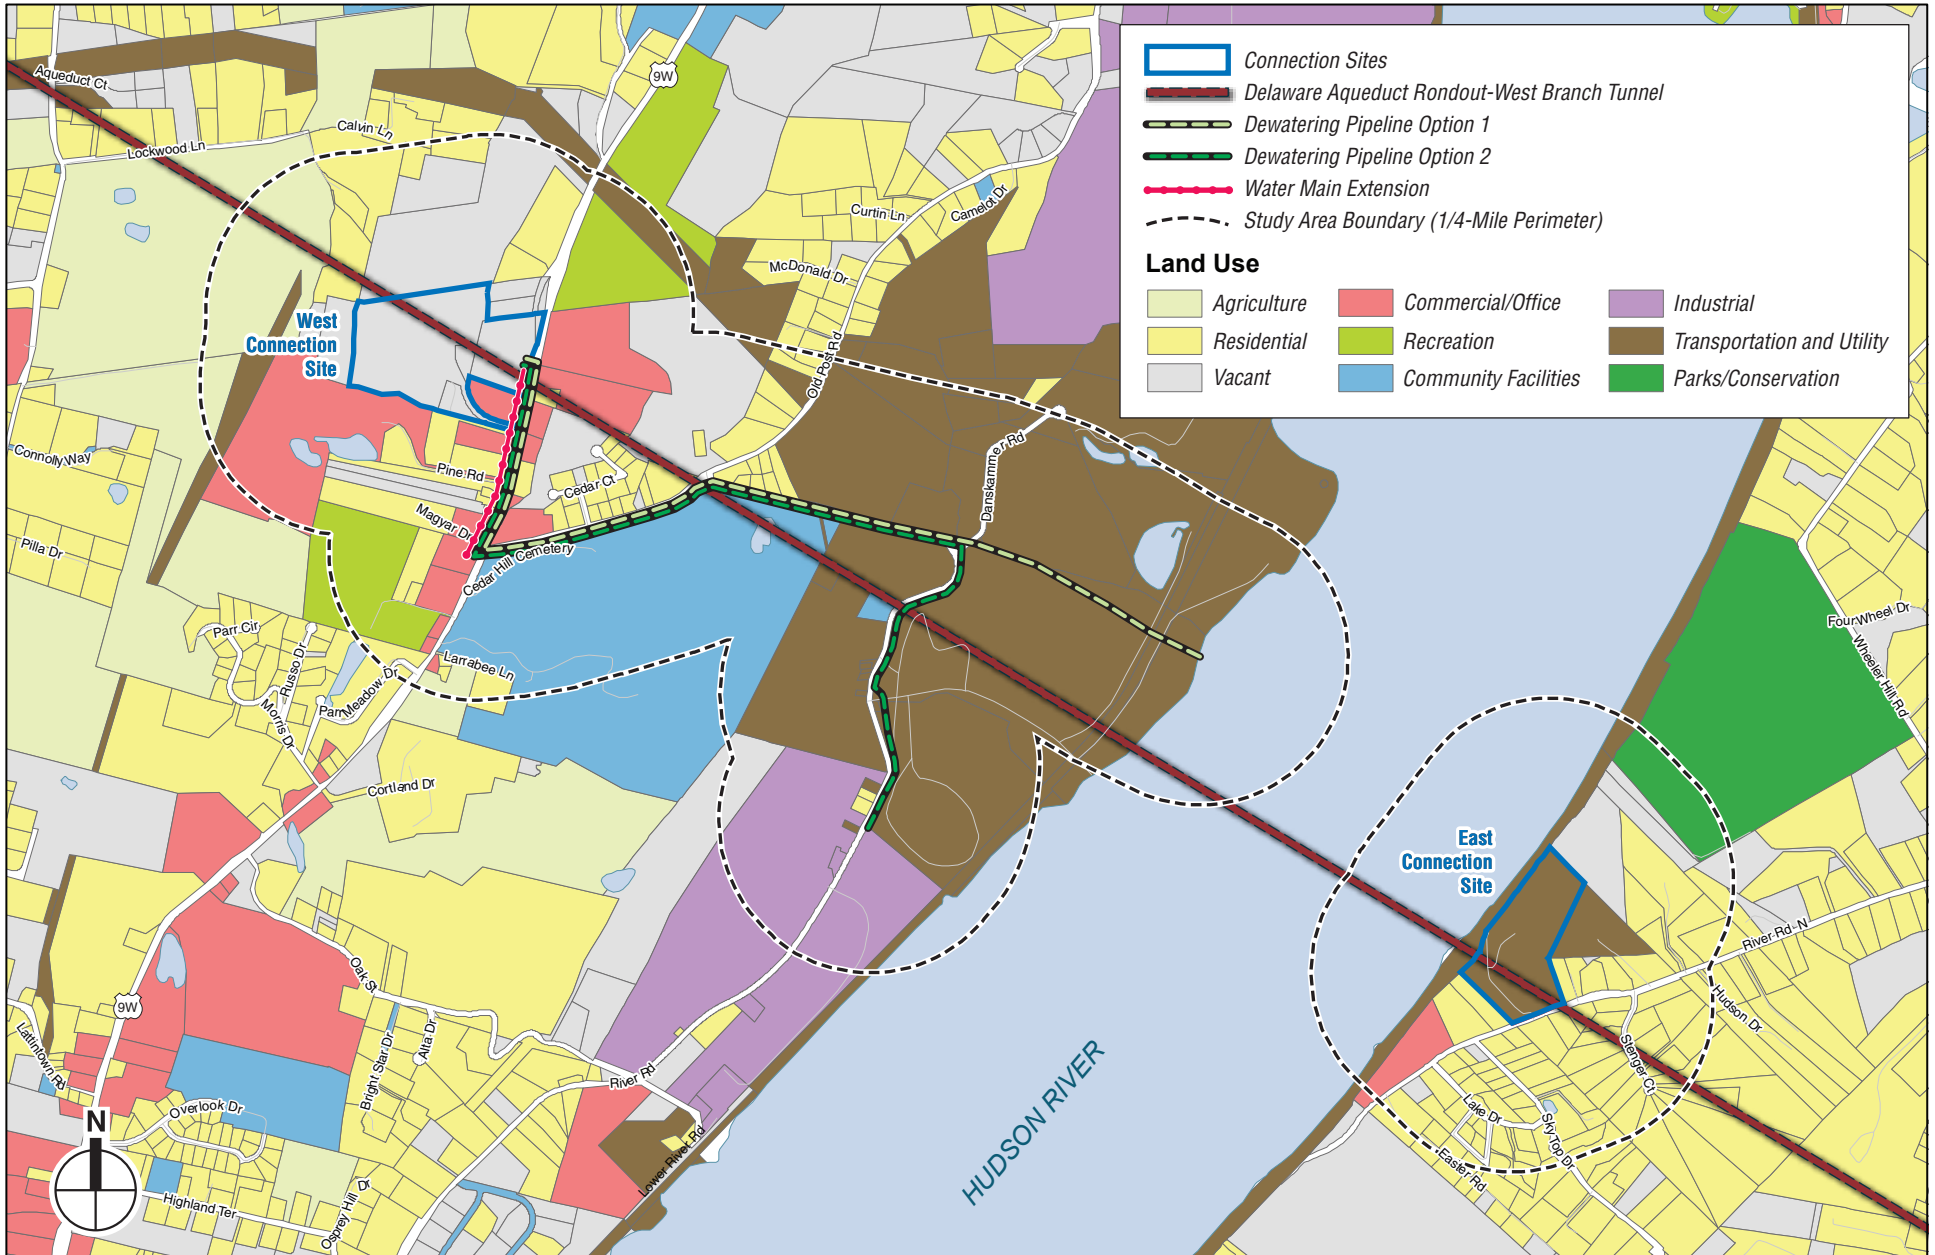 Connection Sites
Delaware Aqueduct Rondout-West Branch Tunnel
Dewatering Pipeline Option 1
Dewatering Pipeline Option 2
Water Main Extension
Study Area Boundary (1/4-Mile Perimeter)
Land Use
Agriculture
Residential
Vacant
Commercial/Office
Recreation
Community Facilities
Industrial
Transportation and Utility
Parks/Conservation
Aqueduct Ct
Lockwood Ln
Calvin Ln
9W
Curtin Ln
Camelot Dr
McDonald Dr
Old Post Rd
West
Connection
Site
Connolly Way
Pine Rd
Cedar Ct
Magyar Dr
Danskammer Rd
Pilla Dr
Cedar Hill Cemetery
Parr Cir
Russo Dr
Larrabee Ln
Parr Meadow Dr
Morris Dr
Four Wheel Dr
Wheeler Hill Rd
Cortland Dr
East
Connection
Site
River Rd N
Oak St
Hudson Dr
9W
Lattintown Rd
Bright Star Dr
Alta Dr
Stenger Ct
River Rd
HUDSON RIVER
Overlook Dr
Lake Dr
Sky Top Dr
Easter Rd
N
Lower River Rd
Highland Ter
Osprey Hill Dr